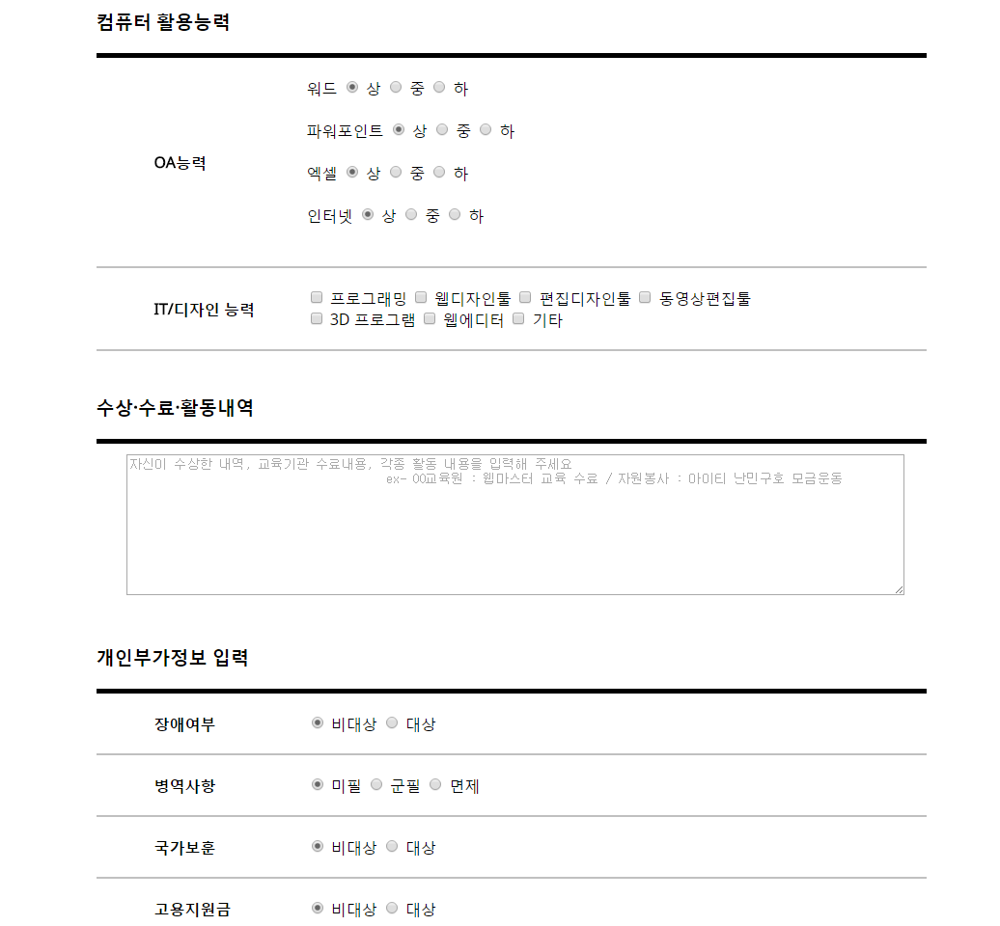 컴퓨터 활용능력
워드 상 중 하
파워포인트 상 중 하
OA능력
엑셀 상 중 하
인터넷 상 중 하
IT/디자인 능력
프로그래밍 웹디자인툴 편집디자인툴 동영상편집툴
3D 프로그램 웹에디터 기타
수상·수료·활동내역
자신이 수상한 내역, 교육기관 수료내용, 각종 활동 내용을 입력해 주세요
ex- 00교육원 : 웹마스터 교육 수료 / 자원봉사 : 아이티 난민구호 모금운동
개인부가정보 입력
장애여부 비대상 대상
병역사항 미필 군필 면제
국가보훈 비대상 대상
고용지원금 비대상 대상